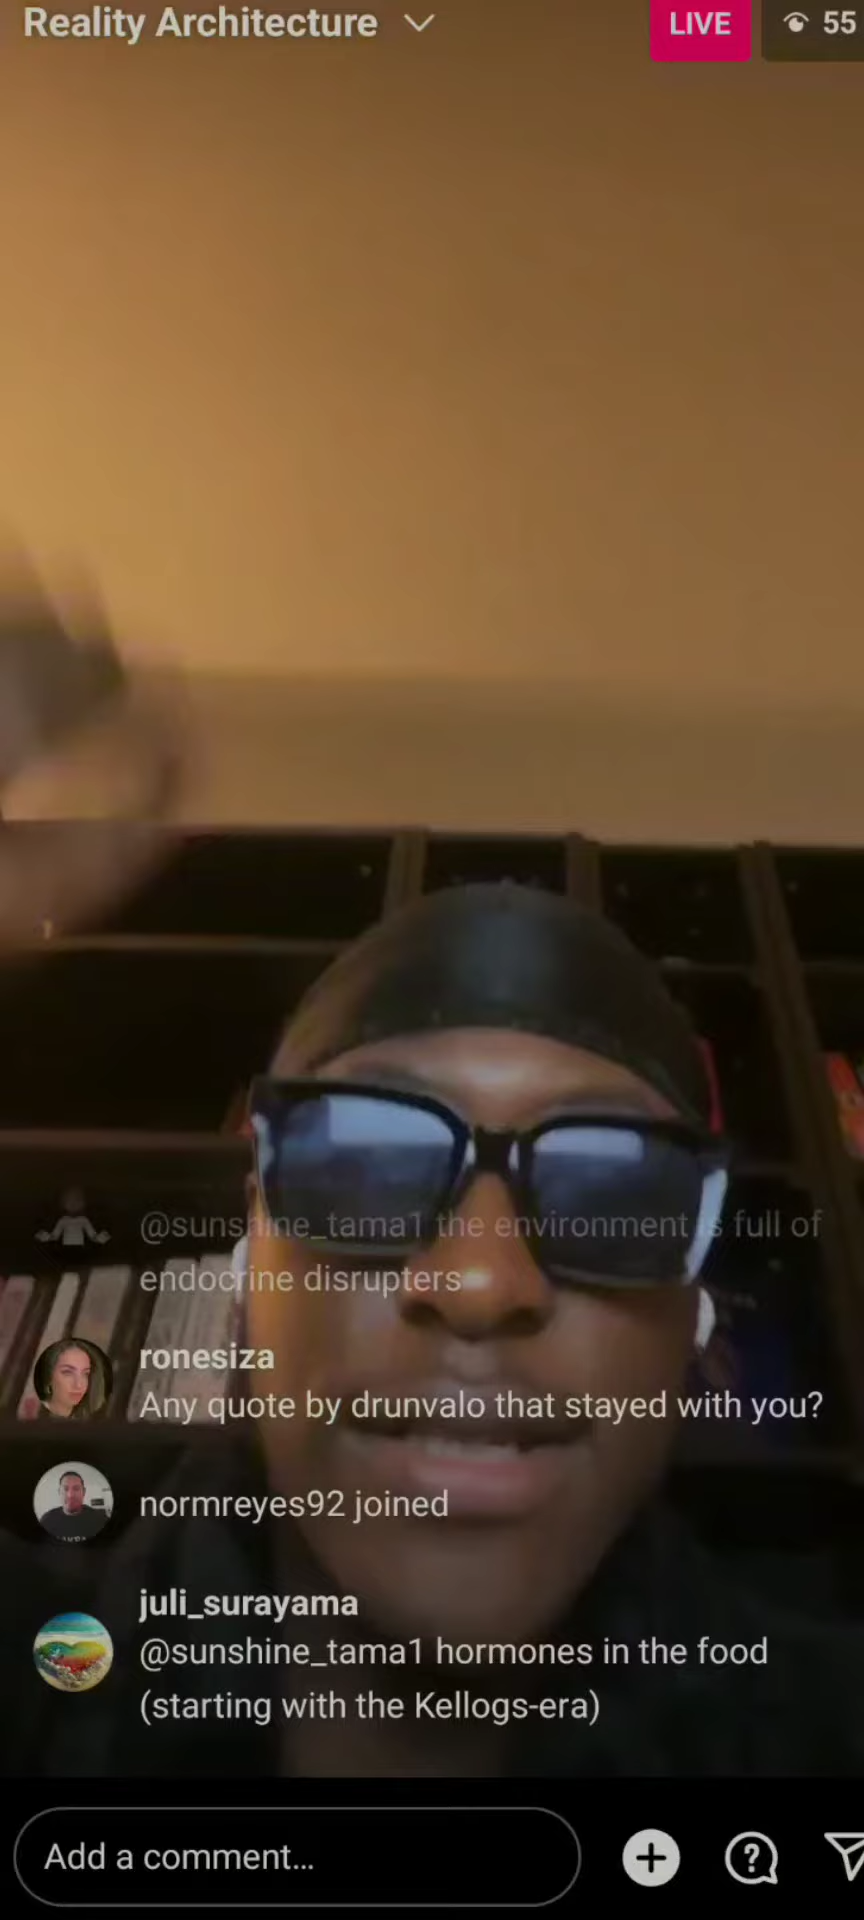 Reality Architecture
LIVE
55
@sunshine_tama1 the environment is full of
endocrine disrupters
ronesiza
Any quote by drunvalo that stayed with you?
normreyes92 joined
juli_surayama
@sunshine_tama1 hormones in the food
(starting with the Kellogs-era)
Add a comment...